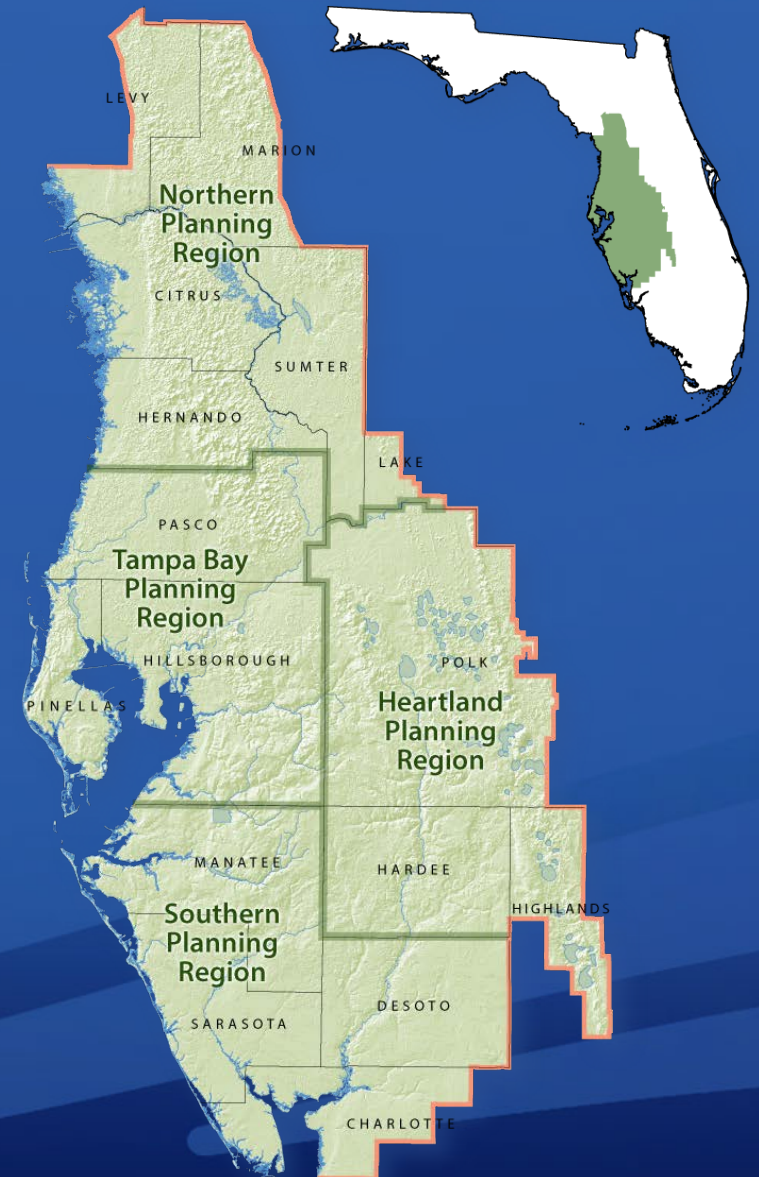 LEVY
MARION
Northern
Planning
Region
CITRUS
SUMTER
HERNANDO
LAKE
PASCO
Tampa Bay
Planning
Region
HILLSBOROUGH
POLK
PINELLAS
Heartland
Planning
Region
MANATEE
HARDEE
HIGHLANDS
Southern
Planning
Region
DESOTO
SARASOTA
CHARLOTTE